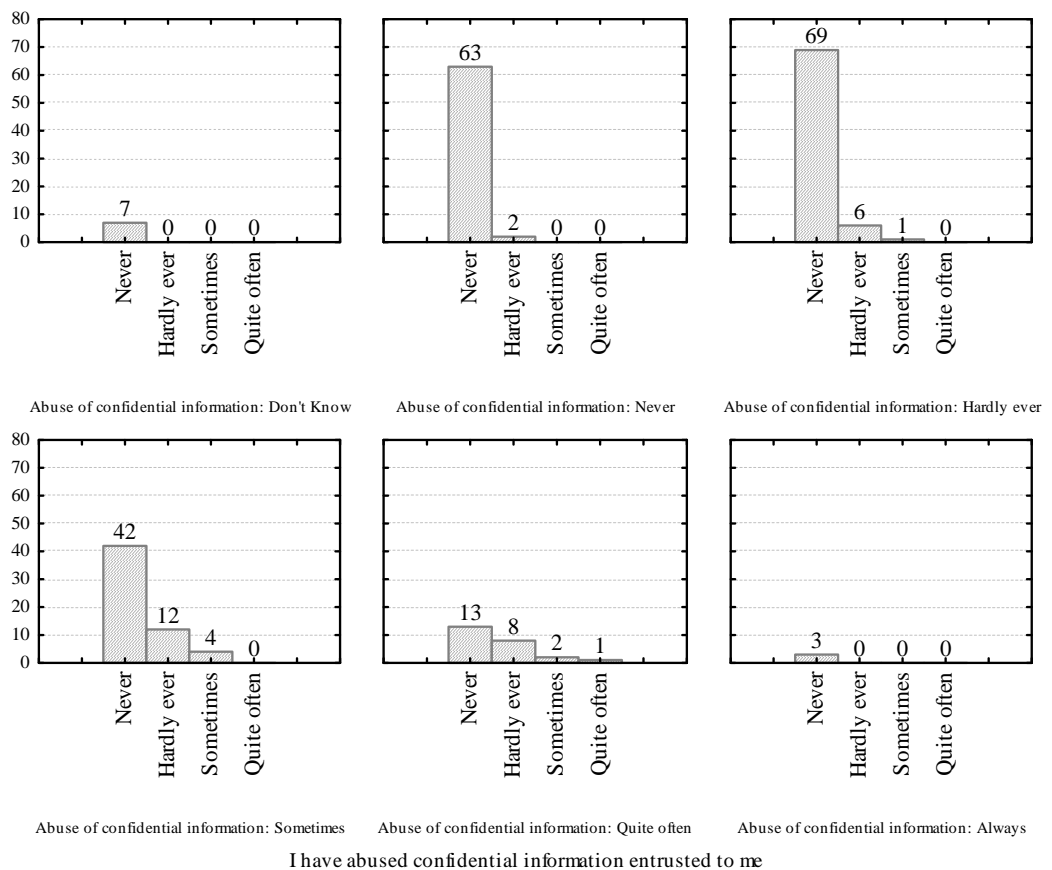 80
70
60
50
40
30
20
10
0
7 0 0 0
63 2 0 0
69 6 1 0
Never
Hardly ever
Sometimes
Quite often
Never
Hardly ever
Sometimes
Quite often
Never
Hardly ever
Sometimes
Quite often
Abuse of confidential information: Don't Know
Abuse of confidential information: Never
Abuse of confidential information: Hardly ever
80
70
60
50
40
30
20
10
0
42 12 4 0
13 8 2 1
3 0 0 0
Never
Hardly ever
Sometimes
Quite often
Never
Hardly ever
Sometimes
Quite often
Never
Hardly ever
Sometimes
Quite often
Abuse of confidential information: Sometimes
Abuse of confidential information: Quite often
Abuse of confidential information: Always
I have abused confidential information entrusted to me